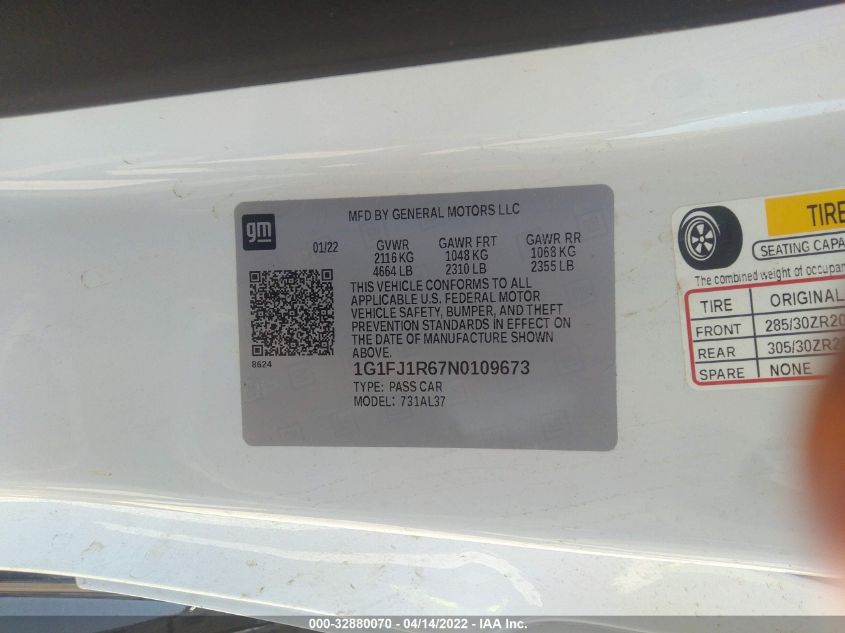 gm
MFD BY GENERAL MOTORS LLC
01/22
GVWR GAWR FRT GAWR RR
2116 KG 1048 KG 1068 KG
4664 LB 2310 LB 2355 LB
THIS VEHICLE CONFORMS TO ALL
APPLICABLE U.S. FEDERAL MOTOR
VEHICLE SAFETY, BUMPER, AND THEFT
PREVENTION STANDARDS IN EFFECT ON
THE DATE OF MANUFACTURE SHOWN
ABOVE.
8624
1G1FJ1R67N0109673
TYPE: PASS CAR
MODEL: 731AL37
TIRE
SEATING CAPA
The combined weight of occupan
TIRE ORIGINAL
FRONT 285/30ZR20
REAR 305/30ZR2
SPARE NONE
000-32880070 - 04/14/2022 - IAA Inc.